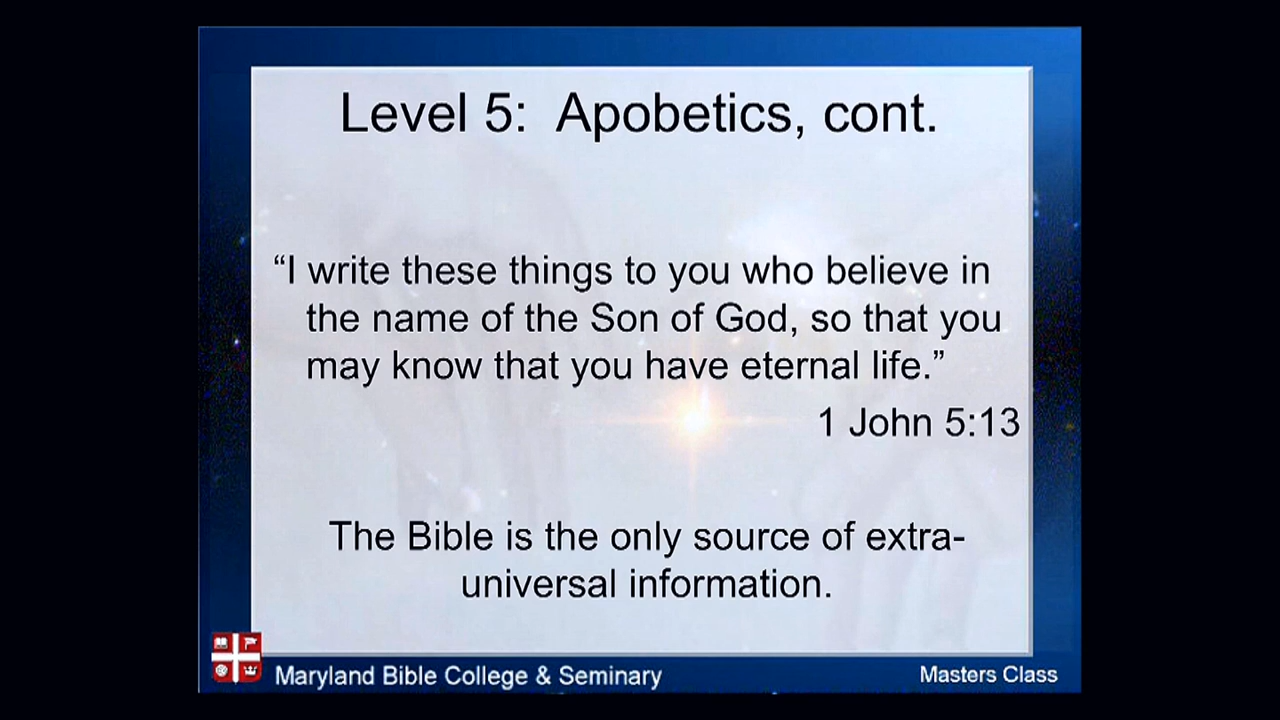 Level 5:  Apobetics, cont.
“I write these things to you who believe in
the name of the Son of God, so that you
may know that you have eternal life.”
1 John 5:13
The Bible is the only source of extra-
universal information.
Maryland Bible College & Seminary
Masters Class